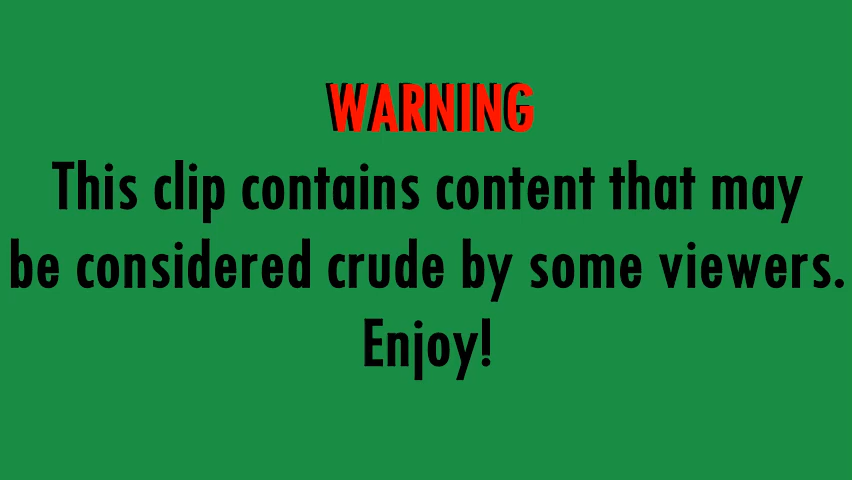 WARNING
This clip contains content that may
be considered crude by some viewers.
Enjoy!